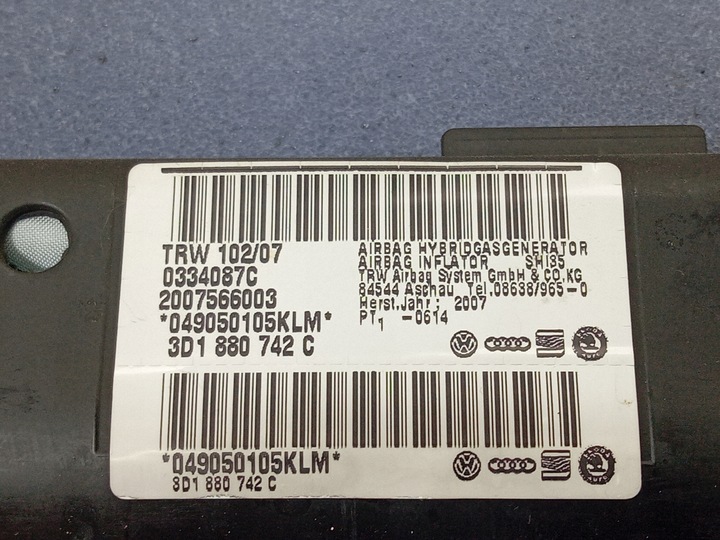 TRW 102/07
0334087C
2007566003
*049050105KLM*
3D1 880 742 C
AIRBAG HYBRIDGASGENERATOR
AIRBAG INFLATOR SHI35
TRW Airbag System GmbH & CO.KG
84544 Aschau Tel.08638/965-0
Herst.Jahr: 2007
PT1 -0614
*049050105KLM*
3D1 880 742 C